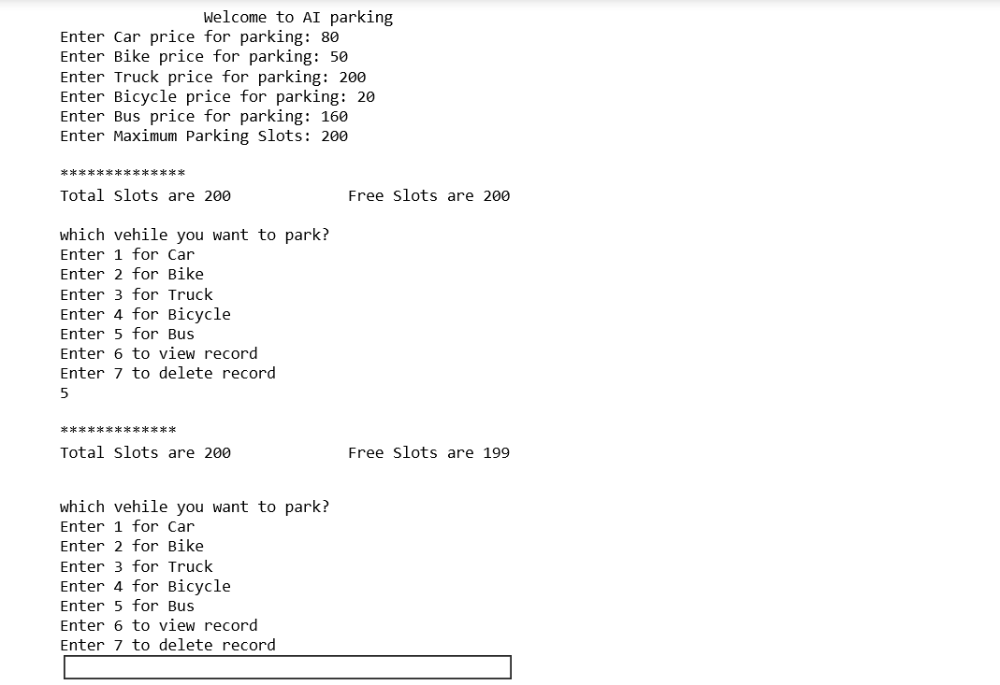 Welcome to AI parking
Enter Car price for parking: 80
Enter Bike price for parking: 50
Enter Truck price for parking: 200
Enter Bicycle price for parking: 20
Enter Bus price for parking: 160
Enter Maximum Parking Slots: 200
**************
Total Slots are 200 Free Slots are 200
which vehile you want to park?
Enter 1 for Car
Enter 2 for Bike
Enter 3 for Truck
Enter 4 for Bicycle
Enter 5 for Bus
Enter 6 to view record
Enter 7 to delete record
5
*************
Total Slots are 200 Free Slots are 199
which vehile you want to park?
Enter 1 for Car
Enter 2 for Bike
Enter 3 for Truck
Enter 4 for Bicycle
Enter 5 for Bus
Enter 6 to view record
Enter 7 to delete record